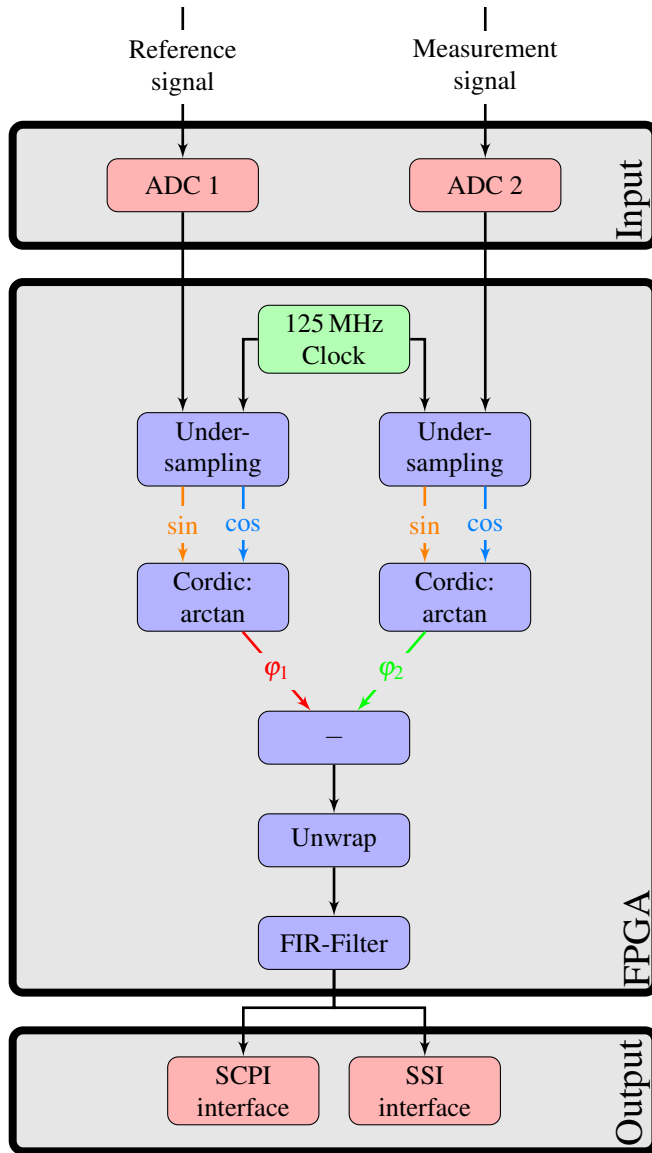 Reference
signal
Measurement
signal
ADC 1
ADC 2
Input
125 MHz
Clock
Under-
sampling
Under-
sampling
sin
cos
sin
cos
Cordic:
arctan
Cordic:
arctan
φ₁
φ₂
−
Unwrap
FIR-Filter
FPGA
SCPI
interface
SSI
interface
Output